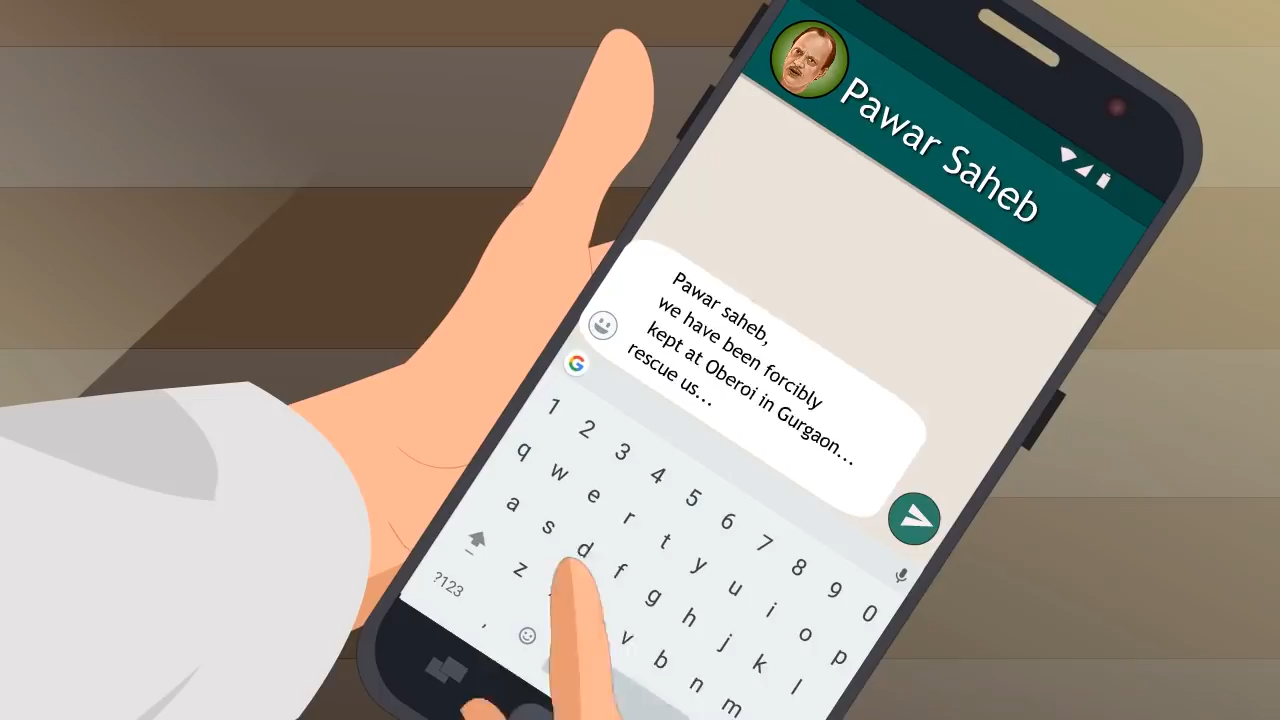 Pawar Saheb
Pawar saheb,
we have been forcibly
kept at Oberoi in Gurgaon...
rescue us...
G
1 2 3 4 5 6 7 8 9 0
q w e r t y u i o p
a s d f g h j k l
z v b n m
?123 ,